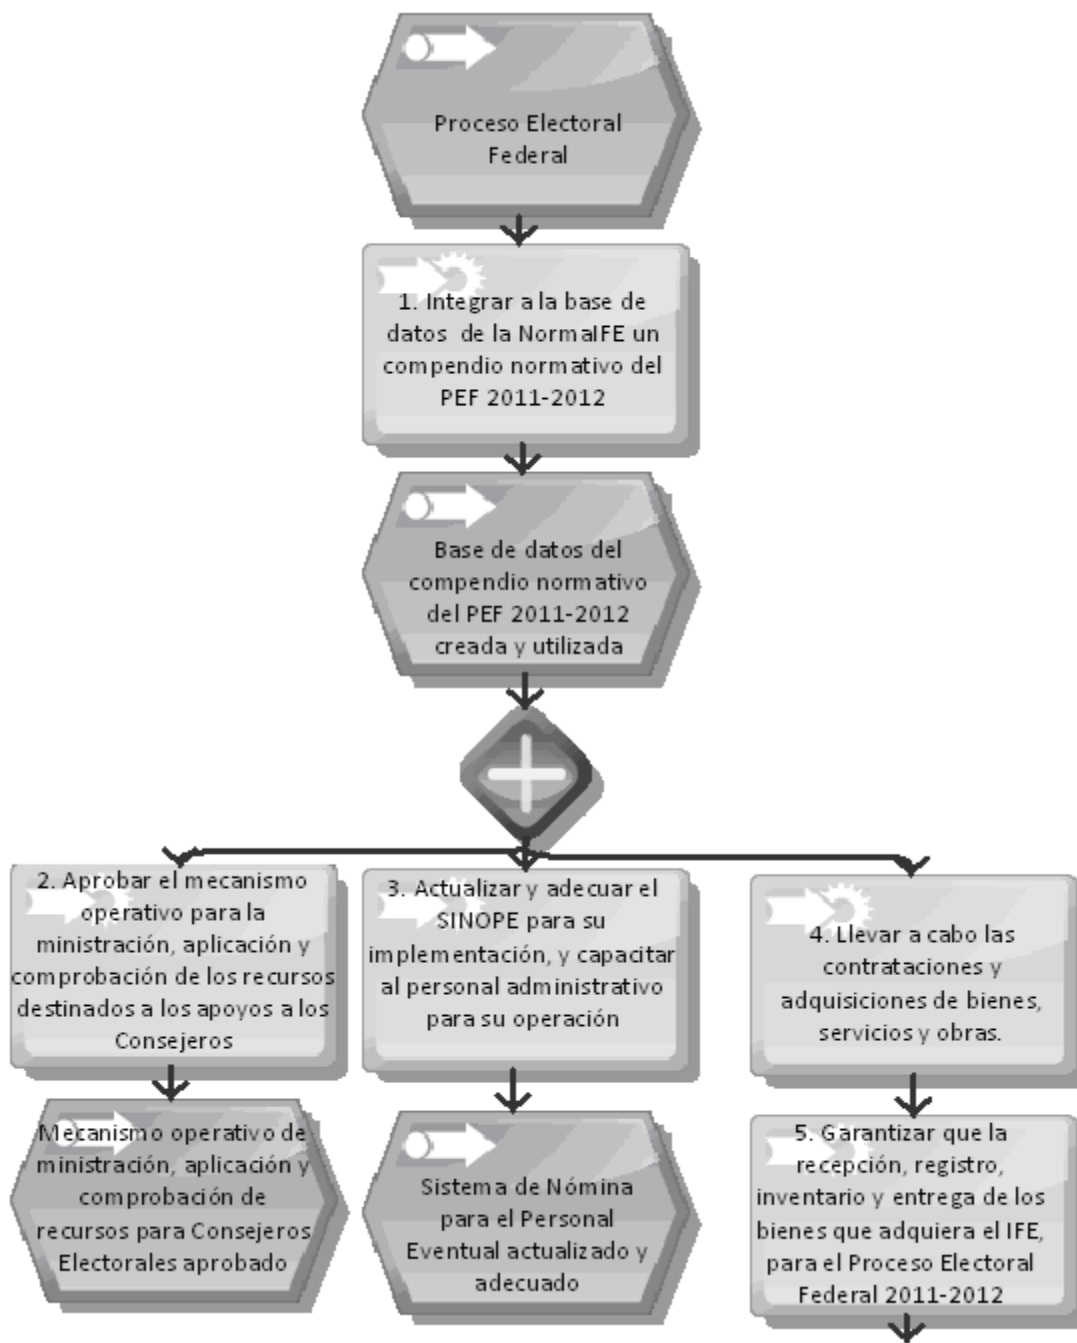 Proceso Electoral
Federal
1. Integrar a la base de
datos de la NormaIFE un
compendio normativo del
PEF 2011-2012
Base de datos del
compendio normativo
del PEF 2011-2012
creada y utilizada
2. Aprobar el mecanismo
operativo para la
ministración, aplicación y
comprobación de los recursos
destinados a los apoyos a los
Consejeros
3. Actualizar y adecuar el
SINOPE para su
implementación, y capacitar
al personal administrativo
para su operación
4. Llevar a cabo las
contrataciones y
adquisiciones de bienes,
servicios y obras.
Mecanismo operativo de
ministración, aplicación y
comprobación de
recursos para Consejeros
Electorales aprobado
Sistema de Nómina
para el Personal
Eventual actualizado y
adecuado
5. Garantizar que la
recepción, registro,
inventario y entrega de los
bienes que adquiera el IFE,
para el Proceso Electoral
Federal 2011-2012